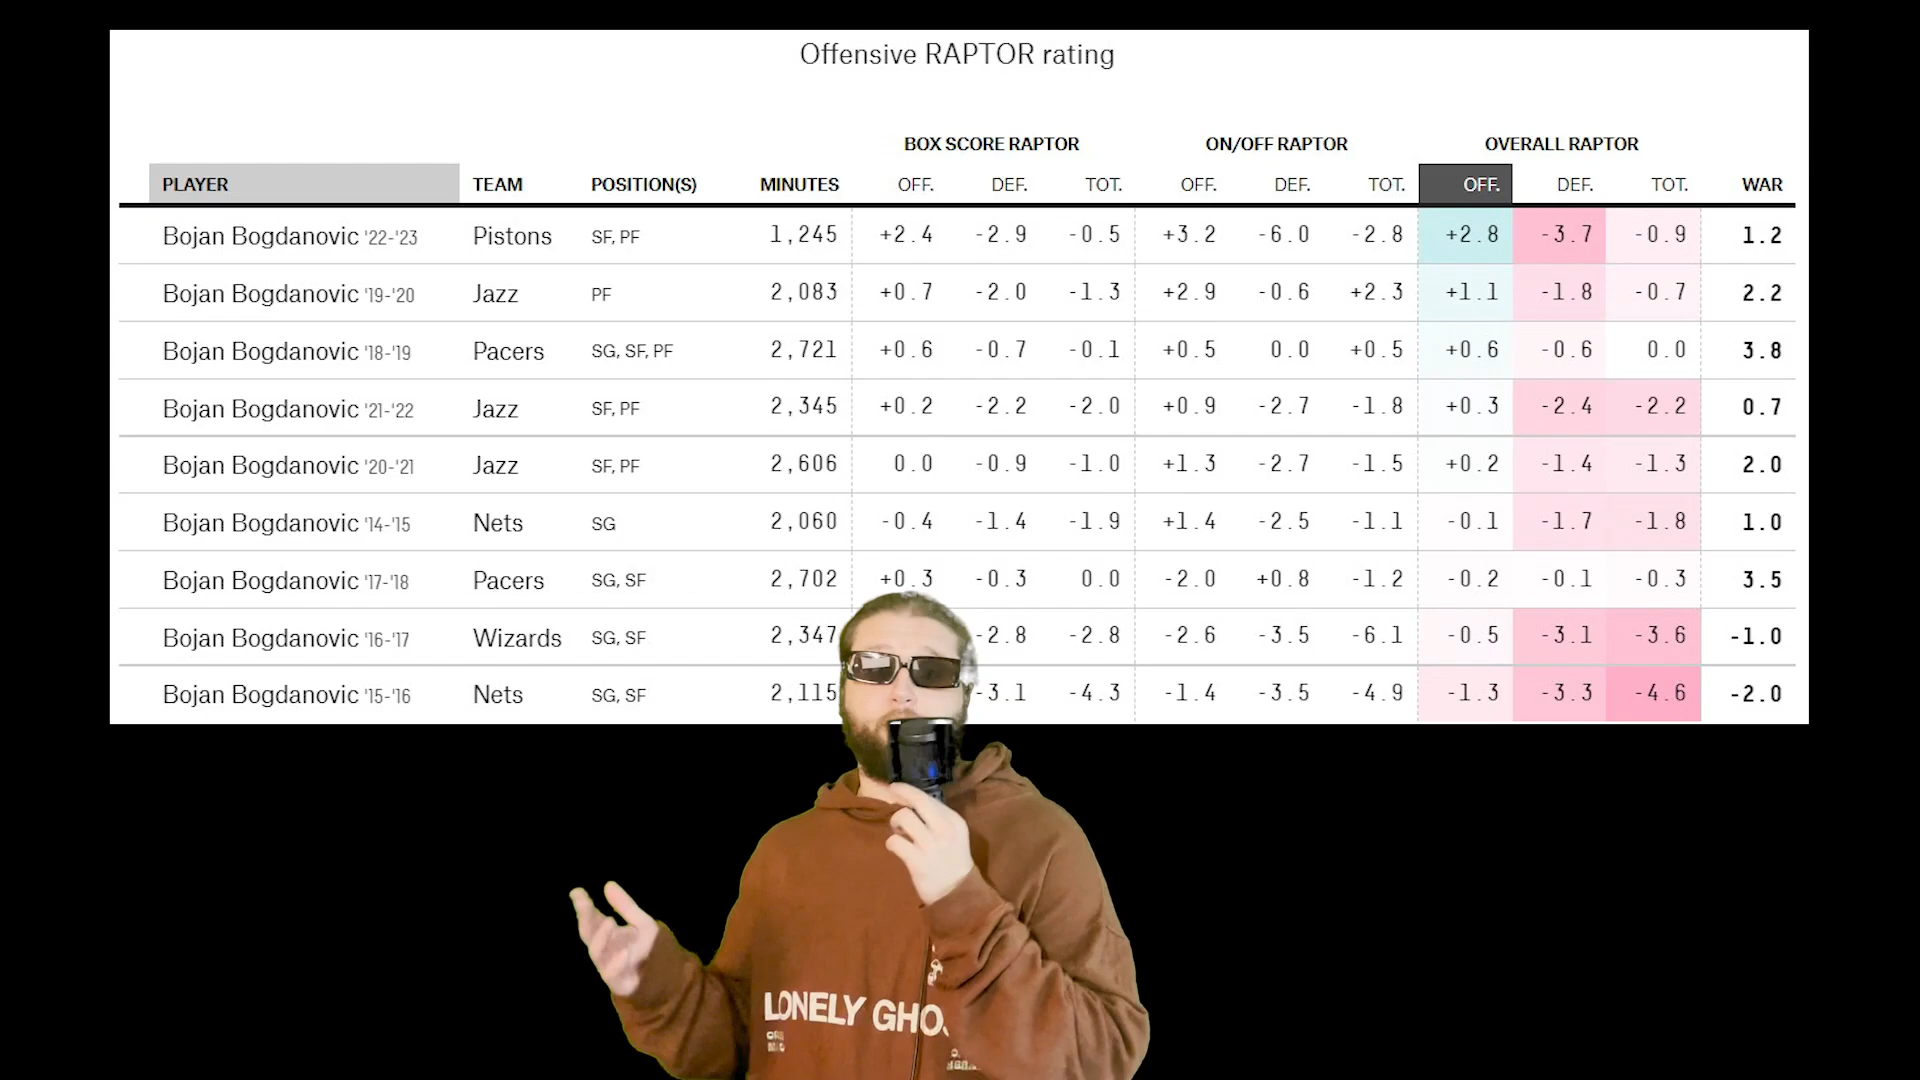 Offensive RAPTOR rating
BOX SCORE RAPTOR ON/OFF RAPTOR OVERALL RAPTOR
PLAYER TEAM POSITION(S) MINUTES OFF. DEF. TOT. OFF. DEF. TOT. OFF. DEF. TOT. WAR
Bojan Bogdanovic '22-'23 Pistons SF, PF 1,245 +2.4 -2.9 -0.5 +3.2 -6.0 -2.8 +2.8 -3.7 -0.9 1.2
Bojan Bogdanovic '19-'20 Jazz PF 2,083 +0.7 -2.0 -1.3 +2.9 -0.6 +2.3 +1.1 -1.8 -0.7 2.2
Bojan Bogdanovic '18-'19 Pacers SG, SF, PF 2,721 +0.6 -0.7 -0.1 +0.5 0.0 +0.5 +0.6 -0.6 0.0 3.8
Bojan Bogdanovic '21-'22 Jazz SF, PF 2,345 +0.2 -2.2 -2.0 +0.9 -2.7 -1.8 +0.3 -2.4 -2.2 0.7
Bojan Bogdanovic '20-'21 Jazz SF, PF 2,606 0.0 -0.9 -1.0 +1.3 -2.7 -1.5 +0.2 -1.4 -1.3 2.0
Bojan Bogdanovic '14-'15 Nets SG 2,060 -0.4 -1.4 -1.9 +1.4 -2.5 -1.1 -0.1 -1.7 -1.8 1.0
Bojan Bogdanovic '17-'18 Pacers SG, SF 2,702 +0.3 -0.3 0.0 -2.0 +0.8 -1.2 -0.2 -0.1 -0.3 3.5
Bojan Bogdanovic '16-'17 Wizards SG, SF 2,347 -2.8 -2.8 -2.6 -3.5 -6.1 -0.5 -3.1 -3.6 -1.0
Bojan Bogdanovic '15-'16 Nets SG, SF 2,115 -3.1 -4.3 -1.4 -3.5 -4.9 -1.3 -3.3 -4.6 -2.0
LONELY GHO